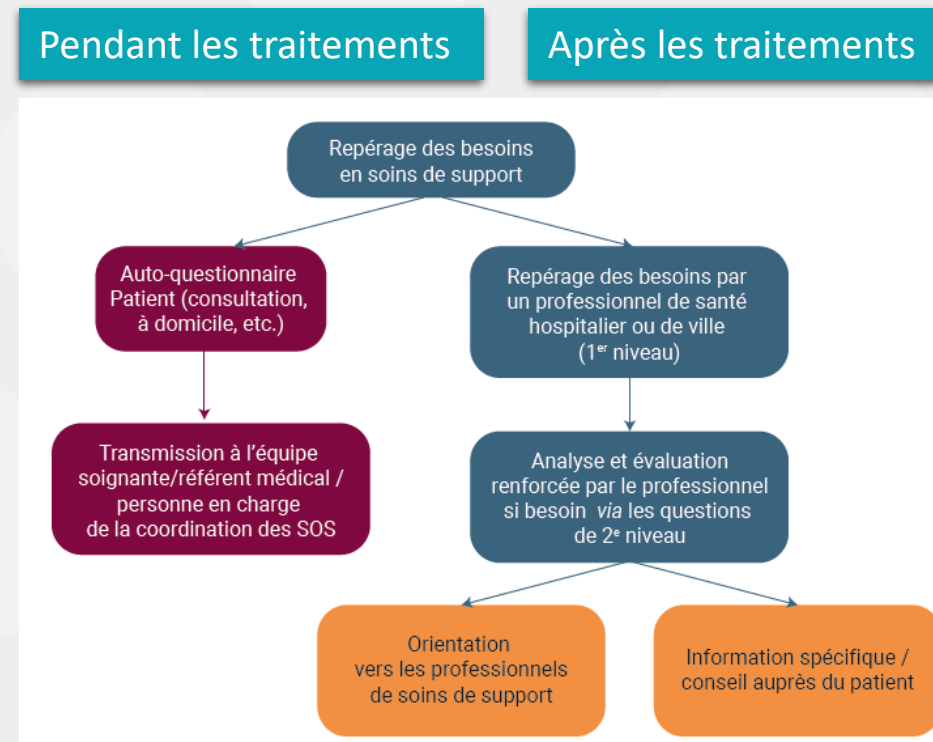 Pendant les traitements
Après les traitements
Repérage des besoins
en soins de support
Auto-questionnaire
Patient (consultation,
à domicile, etc.)
Repérage des besoins par
un professionnel de santé
hospitalier ou de ville
(1er niveau)
Transmission à l'équipe
soignante/référent médical /
personne en charge
de la coordination des SOS
Analyse et évaluation
renforcée par le professionnel
si besoin via les questions
de 2e niveau
Orientation
vers les professionnels
de soins de support
Information spécifique /
conseil auprès du patient